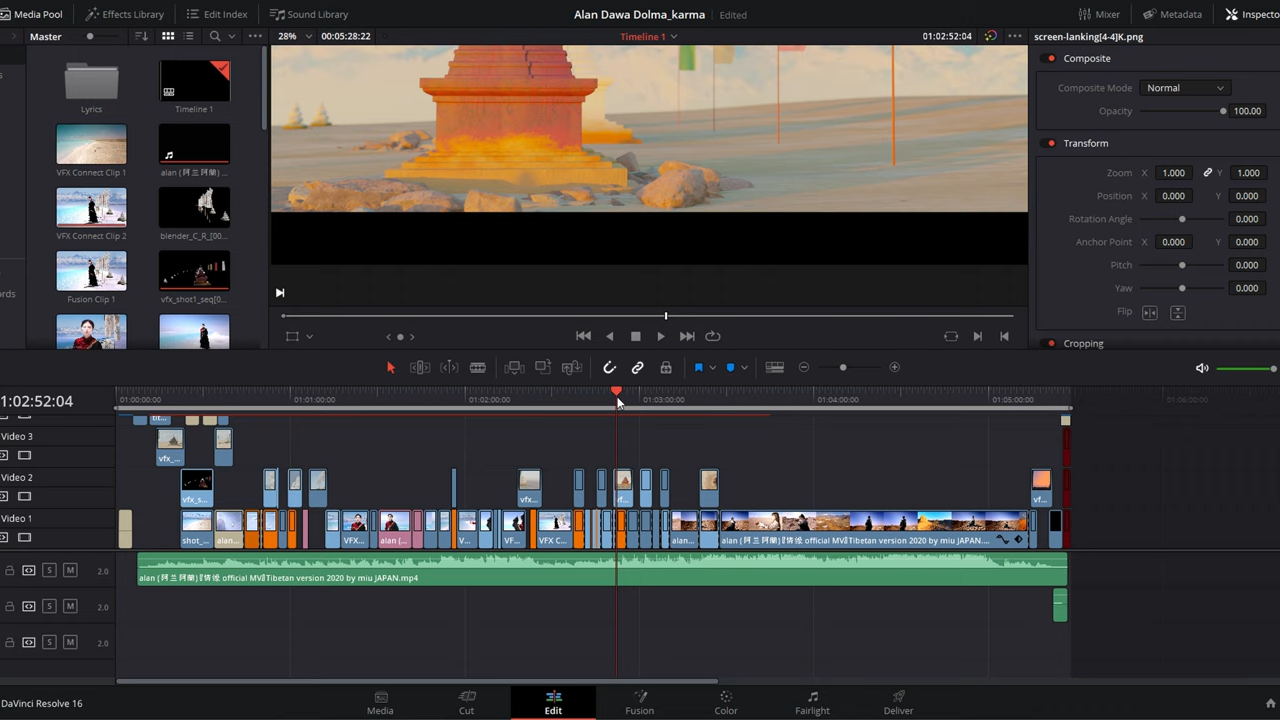 Media Pool
Effects Library
Edit Index
Sound Library
Alan Dawa Dolma_karma
Edited
Mixer
Metadata
Inspecto
Master
28%
00:05:28:22
Timeline 1
01:02:52:04
screen-lanking[4-4]K.png
Lyrics
Timeline 1
VFX Connect Clip 1
alan (阿兰阿蘭) ...
VFX Connect Clip 2
blender_C_R_[00...
Fusion Clip 1
vfx_shot1_seq[0...
ords
Composite
Composite Mode
Normal
Opacity
100.00
Transform
Zoom X 1.000 Y 1.000
Position X 0.000 Y 0.000
Rotation Angle 0.000
Anchor Point X 0.000 Y 0.000
Pitch 0.000
Yaw 0.000
Flip
Cropping
1:02:52:04
01:00:00:00
01:01:00:00
01:02:00:00
01:03:00:00
01:04:00:00
01:05:00:00
01:06:00:00
tit...
Video 3
vfx_...
Video 2
vfx_s...
vfx...
vf...
Video 1
shot_...
alan...
VFX...
alan (...
V...
VF...
VFX C...
alan...
alan (阿兰阿蘭)『情缘 official MV』Tibetan version 2020 by miu JAPAN....
S M
2.0
alan (阿兰阿蘭)『情缘 official MV』Tibetan version 2020 by miu JAPAN.mp4
S M
2.0
S M
2.0
DaVinci Resolve 16
Media
Cut
Edit
Fusion
Color
Fairlight
Deliver